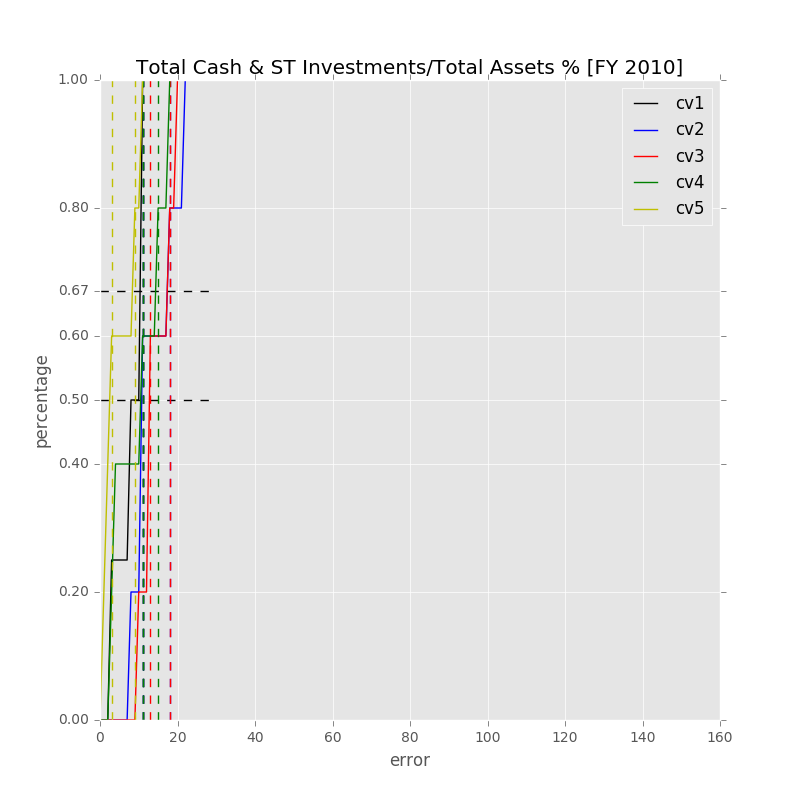 Total Cash & ST Investments/Total Assets % [FY 2010]
1.00
0.80
0.67
0.60
0.50
0.40
0.20
0.00
percentage
cv1
cv2
cv3
cv4
cv5
0 20 40 60 80 100 120 140 160
error